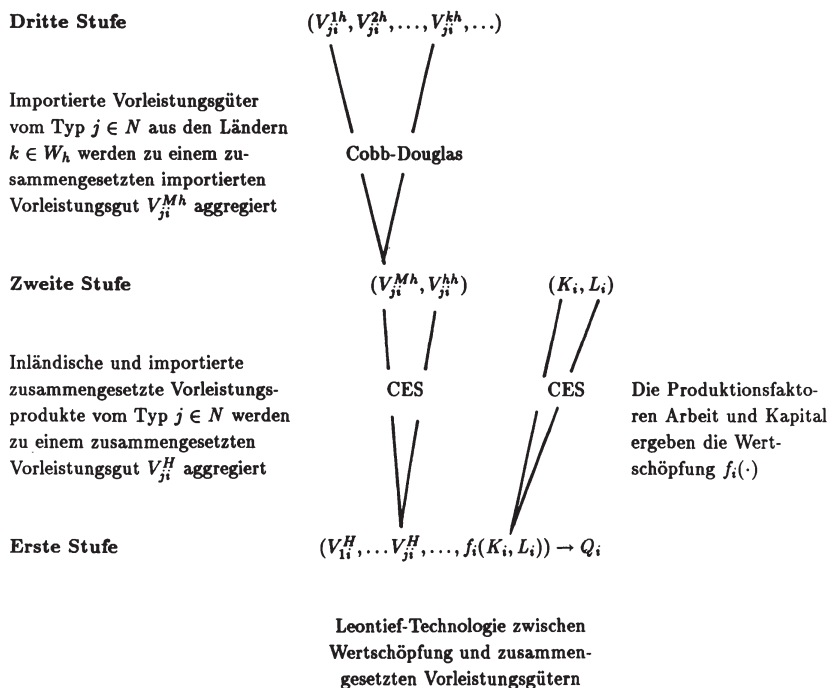 Dritte Stufe
(V_{ji}^{1h}, V_{ji}^{2h}, …, V_{ji}^{kh}, …)
Importierte Vorleistungsgüter
vom Typ j ∈ N aus den Ländern
k ∈ W_h werden zu einem zu-
sammengesetzten importierten
Vorleistungsgut V_{ji}^{Mh} aggregiert
Cobb-Douglas
Zweite Stufe
(V_{ji}^{Mh}, V_{ji}^{hh})
(K_i, L_i)
Inländische und importierte
zusammengesetzte Vorleistungs-
produkte vom Typ j ∈ N werden
zu einem zusammengesetzten
Vorleistungsgut V_{ji}^{H} aggregiert
CES
CES
Die Produktionsfakto-
ren Arbeit und Kapital
ergeben die Wert-
schöpfung f_i(·)
Erste Stufe
(V_{1i}^{H}, … V_{ji}^{H}, …, f_i(K_i, L_i)) → Q_i
Leontief-Technologie zwischen
Wertschöpfung und zusammen-
gesetzten Vorleistungsgütern